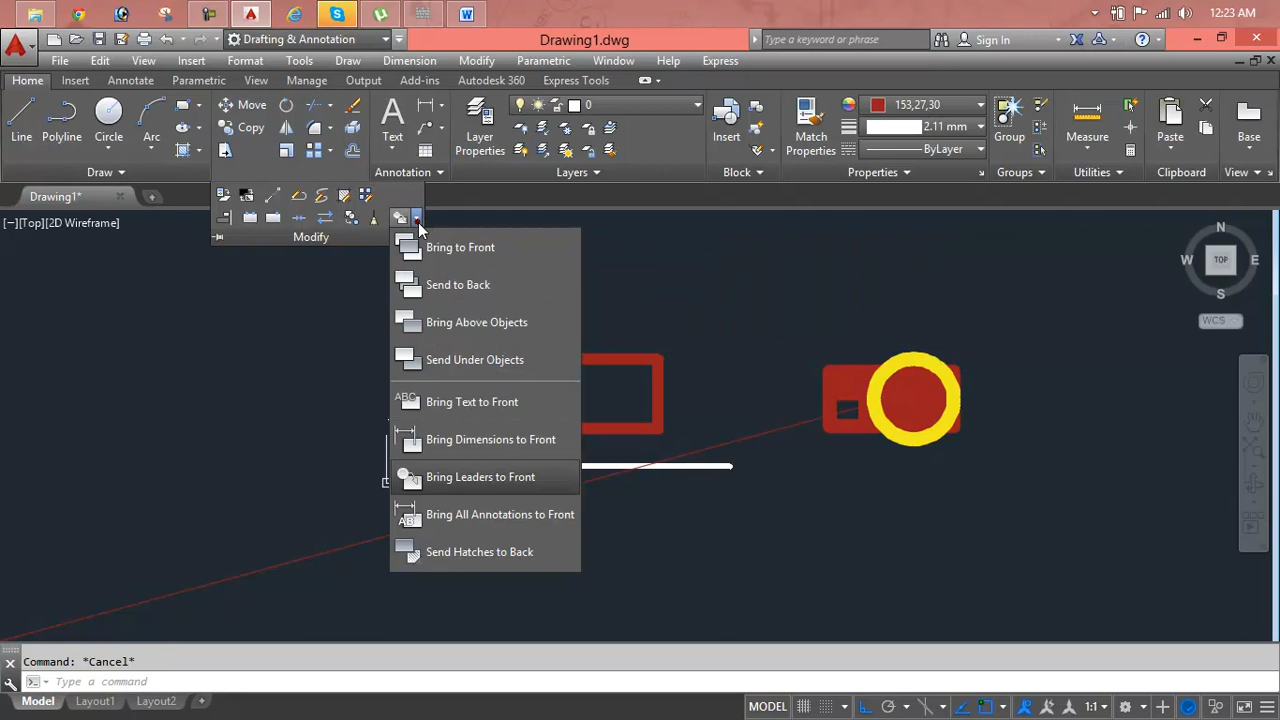 12:23 AM
Drafting & Annotation
Drawing1.dwg
Type a keyword or phrase
Sign In
File Edit View Insert Format Tools Draw Dimension Modify Parametric Window Help Express
Home Insert Annotate Parametric View Manage Output Add-ins Autodesk 360 Express Tools
Line Polyline Circle Arc
Move
Copy
Text
Layer Properties
0
Insert
Match Properties
153,27,30
2.11 mm
ByLayer
Group
Measure
Paste
Base
Draw
Annotation
Layers
Block
Properties
Groups
Utilities
Clipboard
View
Drawing1*
Modify
[−][Top][2D Wireframe]
Bring to Front
Send to Back
Bring Above Objects
Send Under Objects
ABC
Bring Text to Front
Bring Dimensions to Front
Bring Leaders to Front
AB
Bring All Annotations to Front
Send Hatches to Back
N
W TOP E
S
WCS
Command: *Cancel*
Type a command
Model Layout1 Layout2
MODEL
1:1